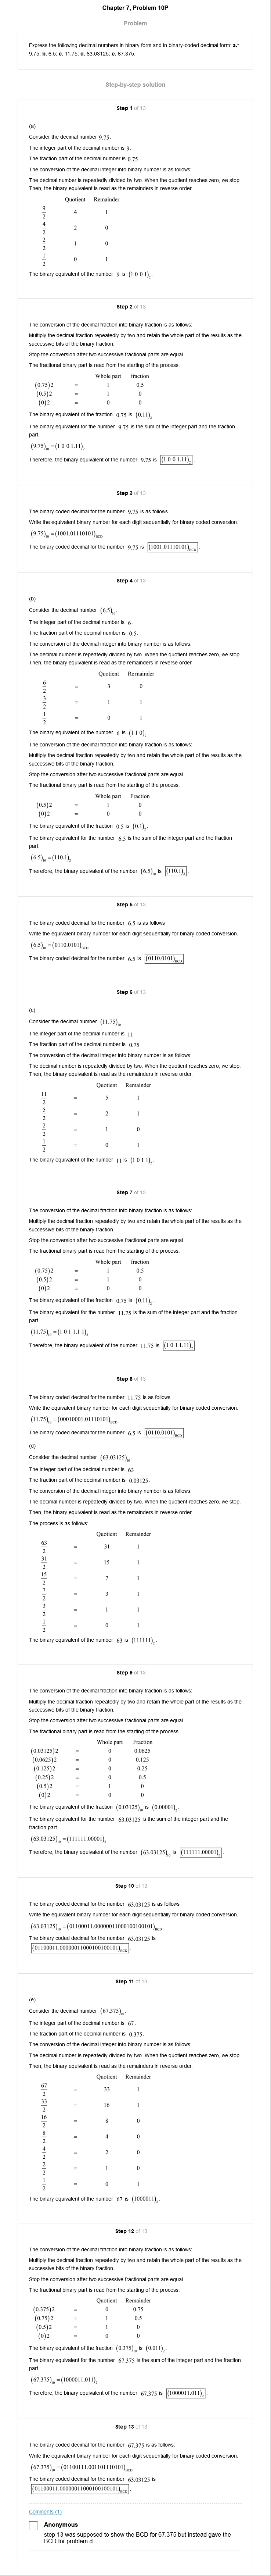 Chapter 7, Problem 10P
Problem
Express the following decimal numbers in binary form and in binary-coded decimal form: a.*
9.75; b. 6.5; c. 11.75; d. 63.03125; e. 67.375.
Step-by-step solution
Step 1 of 13
(a)
Consider the decimal number 9.75.
The integer part of the decimal number is 9.
The fraction part of the decimal number is 0.75.
The conversion of the decimal integer into binary number is as follows:
The decimal number is repeatedly divided by two. When the quotient reaches zero, we stop.
Then, the binary equivalent is read as the remainders in reverse order.
Quotient Remainder
9/2 4 1
4/2 2 0
2/2 1 0
1/2 0 1
The binary equivalent of the number 9 is (1 0 0 1)₂.
Step 2 of 13
The conversion of the decimal fraction into binary fraction is as follows:
Multiply the decimal fraction repeatedly by two and retain the whole part of the results as the
successive bits of the binary fraction.
Stop the conversion after two successive fractional parts are equal.
The fractional binary part is read from the starting of the process.
Whole part fraction
(0.75)2 = 1 0.5
(0.5)2 = 1 0
(0)2 = 0 0
The binary equivalent of the fraction 0.75 is (0.11)₂.
The binary equivalent for the number 9.75 is the sum of the integer part and the fraction
part.
(9.75)₁₀ = (1 0 0 1.11)₂
Therefore, the binary equivalent of the number 9.75 is (1 0 0 1.11)₂.
Step 3 of 13
The binary coded decimal for the number 9.75 is as follows
Write the equivalent binary number for each digit sequentially for binary coded conversion.
(9.75)₁₀ = (1001.01110101)BCD
The binary coded decimal for the number 9.75 is (1001.01110101)BCD.
Step 4 of 13
(b)
Consider the decimal number (6.5)₁₀.
The integer part of the decimal number is 6.
The fraction part of the decimal number is 0.5.
The conversion of the decimal integer into binary number is as follows:
The decimal number is repeatedly divided by two. When the quotient reaches zero, we stop.
Then, the binary equivalent is read as the remainders in reverse order.
Quotient Remainder
6/2 = 3 0
3/2 = 1 1
1/2 = 0 1
The binary equivalent of the number 6 is (1 1 0)₂.
The conversion of the decimal fraction into binary fraction is as follows:
Multiply the decimal fraction repeatedly by two and retain the whole part of the results as the
successive bits of the binary fraction.
Stop the conversion after two successive fractional parts are equal.
The fractional binary part is read from the starting of the process.
Whole part Fraction
(0.5)2 = 1 0
(0)2 = 0 0
The binary equivalent of the fraction 0.5 is (0.1)₂.
The binary equivalent for the number 6.5 is the sum of the integer part and the fraction
part.
(6.5)₁₀ = (110.1)₂
Therefore, the binary equivalent of the number (6.5)₁₀ is (110.1)₂.
Step 5 of 13
The binary coded decimal for the number 6.5 is as follows
Write the equivalent binary number for each digit sequentially for binary coded conversion.
(6.5)₁₀ = (0110.0101)BCD
The binary coded decimal for the number 6.5 is (0110.0101)BCD.
Step 6 of 13
(c)
Consider the decimal number (11.75)₁₀.
The integer part of the decimal number is 11.
The fraction part of the decimal number is 0.75.
The conversion of the decimal integer into binary number is as follows:
The decimal number is repeatedly divided by two. When the quotient reaches zero, we stop.
Then, the binary equivalent is read as the remainders in reverse order.
Quotient Remainder
11/2 = 5 1
5/2 = 2 1
2/2 = 1 0
1/2 = 0 1
The binary equivalent of the number 11 is (1 0 1 1)₂.
Step 7 of 13
The conversion of the decimal fraction into binary fraction is as follows:
Multiply the decimal fraction repeatedly by two and retain the whole part of the results as the
successive bits of the binary fraction.
Stop the conversion after two successive fractional parts are equal.
The fractional binary part is read from the starting of the process.
Whole part fraction
(0.75)2 = 1 0.5
(0.5)2 = 1 0
(0)2 = 0 0
The binary equivalent of the fraction 0.75 is (0.11)₂.
The binary equivalent for the number 11.75 is the sum of the integer part and the fraction
part.
(11.75)₁₀ = (1 0 1 1.1 1)₂
Therefore, the binary equivalent of the number 11.75 is (1 0 1 1.11)₂.
Step 8 of 13
The binary coded decimal for the number 11.75 is as follows.
Write the equivalent binary number for each digit sequentially for binary coded conversion.
(11.75)₁₀ = (00010001.01110101)BCD
The binary coded decimal for the number 6.5 is (0110.0101)BCD.
(d)
Consider the decimal number (63.03125)₁₀.
The integer part of the decimal number is 63.
The fraction part of the decimal number is 0.03125.
The conversion of the decimal integer into binary number is as follows:
The decimal number is repeatedly divided by two. When the quotient reaches zero, we stop.
Then, the binary equivalent is read as the remainders in reverse order.
The process is as follows:
Quotient Remainder
63/2 = 31 1
31/2 = 15 1
15/2 = 7 1
7/2 = 3 1
3/2 = 1 1
1/2 = 0 1
The binary equivalent of the number 63 is (111111)₂.
Step 9 of 13
The conversion of the decimal fraction into binary fraction is as follows:
Multiply the decimal fraction repeatedly by two and retain the whole part of the results as the
successive bits of the binary fraction.
Stop the conversion after two successive fractional parts are equal.
The fractional binary part is read from the starting of the process.
Whole part Fraction
(0.03125)2 = 0 0.0625
(0.0625)2 = 0 0.125
(0.125)2 = 0 0.25
(0.25)2 = 0 0.5
(0.5)2 = 1 0
(0)2 = 0 0
The binary equivalent of the fraction (0.03125)₁₀ is (0.00001)₂.
The binary equivalent for the number 63.03125 is the sum of the integer part and the
fraction part.
(63.03125)₁₀ = (111111.00001)₂
Therefore, the binary equivalent of the number (63.03125)₁₀ is (111111.00001)₂.
Step 10 of 13
The binary coded decimal for the number 63.03125 is as follows
Write the equivalent binary number for each digit sequentially for binary coded conversion.
(63.03125)₁₀ = (01100011.00000011000100100101)BCD
The binary coded decimal for the number 63.03125 is
(01100011.00000011000100100101)BCD.
Step 11 of 13
(e)
Consider the decimal number (67.375)₁₀.
The integer part of the decimal number is 67.
The fraction part of the decimal number is 0.375.
The conversion of the decimal integer into binary number is as follows:
The decimal number is repeatedly divided by two. When the quotient reaches zero, we stop.
Then, the binary equivalent is read as the remainders in reverse order.
Quotient Remainder
67/2 = 33 1
33/2 = 16 1
16/2 = 8 0
8/2 = 4 0
4/2 = 2 0
2/2 = 1 0
1/2 = 0 1
The binary equivalent of the number 67 is (1000011)₂.
Step 12 of 13
The conversion of the decimal fraction into binary fraction is as follows:
Multiply the decimal fraction repeatedly by two and retain the whole part of the results as the
successive bits of the binary fraction.
Stop the conversion after two successive fractional parts are equal.
The fractional binary part is read from the starting of the process.
Quotient Remainder
(0.375)2 = 0 0.75
(0.75)2 = 1 0.5
(0.5)2 = 1 0
(0)2 = 0 0
The binary equivalent of the fraction (0.375)₁₀ is (0.011)₂.
The binary equivalent for the number 67.375 is the sum of the integer part and the fraction
part.
(67.375)₁₀ = (1000011.011)₂
Therefore, the binary equivalent of the number 67.375 is (1000011.011)₂.
Step 13 of 13
The binary coded decimal for the number 67.375 is as follows:
Write the equivalent binary number for each digit sequentially for binary coded conversion.
(67.375)₁₀ = (01100111.001101110101)BCD
The binary coded decimal for the number 63.03125 is
(01100011.00000011000100100101)BCD.
Comments (1)
Anonymous
step 13 was supposed to show the BCD for 67.375 but instead gave the
BCD for problem d